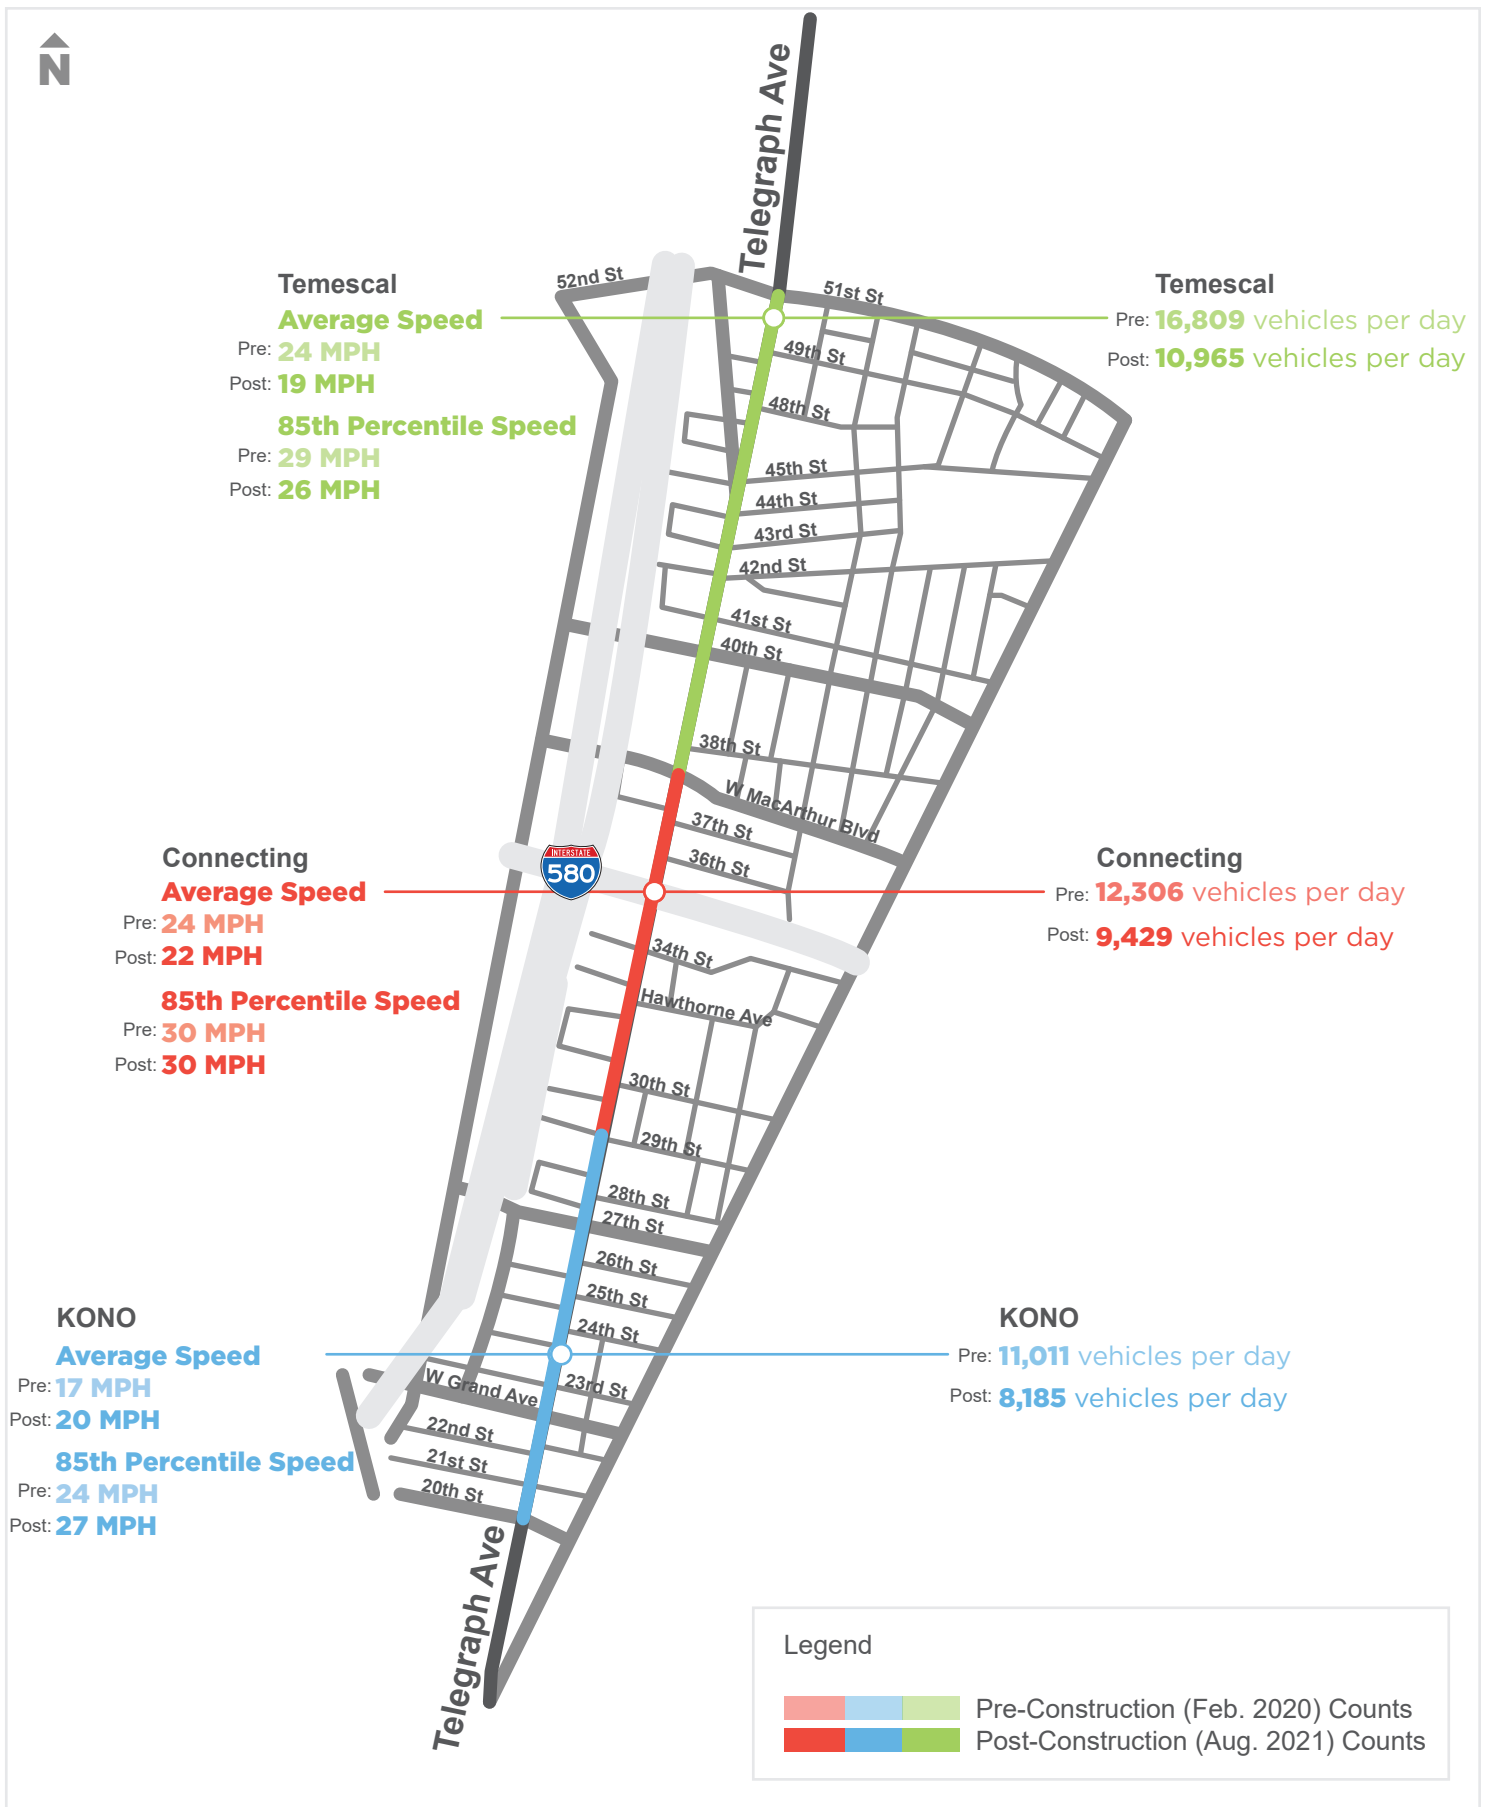 N
Telegraph Ave
52nd St
51st St
Temescal
Average Speed
Pre: 24 MPH
Post: 19 MPH
85th Percentile Speed
Pre: 29 MPH
Post: 26 MPH
Temescal
Pre: 16,809 vehicles per day
Post: 10,965 vehicles per day
49th St
48th St
45th St
44th St
43rd St
42nd St
41st St
40th St
38th St
W MacArthur Blvd
37th St
36th St
INTERSTATE
580
Connecting
Average Speed
Pre: 24 MPH
Post: 22 MPH
85th Percentile Speed
Pre: 30 MPH
Post: 30 MPH
Connecting
Pre: 12,306 vehicles per day
Post: 9,429 vehicles per day
34th St
Hawthorne Ave
30th St
29th St
28th St
27th St
26th St
25th St
24th St
23rd St
W Grand Ave
22nd St
21st St
20th St
KONO
Average Speed
Pre: 17 MPH
Post: 20 MPH
85th Percentile Speed
Pre: 24 MPH
Post: 27 MPH
KONO
Pre: 11,011 vehicles per day
Post: 8,185 vehicles per day
Telegraph Ave
Legend
Pre-Construction (Feb. 2020) Counts
Post-Construction (Aug. 2021) Counts